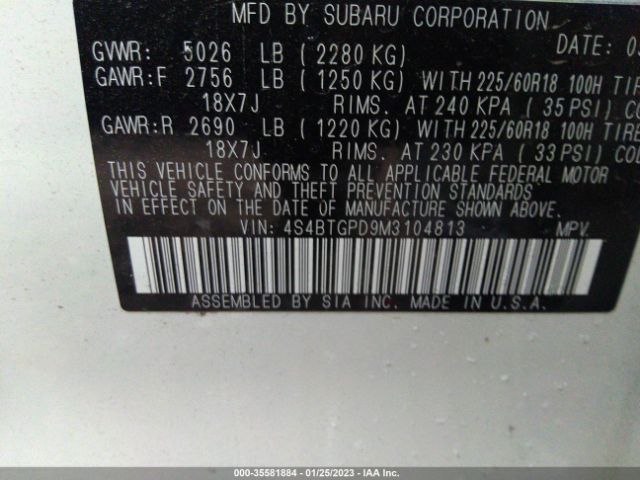 MFD BY SUBARU CORPORATION
GVWR: 5026 LB ( 2280 KG) DATE: 0
GAWR:F 2756 LB ( 1250 KG) WITH 225/60R18 100H TIR
18X7J RIMS. AT 240 KPA ( 35 PSI) CO
GAWR:R 2690 LB ( 1220 KG) WITH 225/60R18 100H TIRE
18X7J RIMS. AT 230 KPA ( 33 PSI) CO
THIS VEHICLE CONFORMS TO ALL APPLICABLE FEDERAL MOTOR
VEHICLE SAFETY AND THEFT PREVENTION STANDARDS
IN EFFECT ON THE DATE OF MANUFACTURE SHOWN ABOVE.
VIN: 4S4BTGPD9M3104813 MPV.
ASSEMBLED BY SIA INC. MADE IN U.S.A.
000-35581884 / 01/25/2023 - IAA Inc.